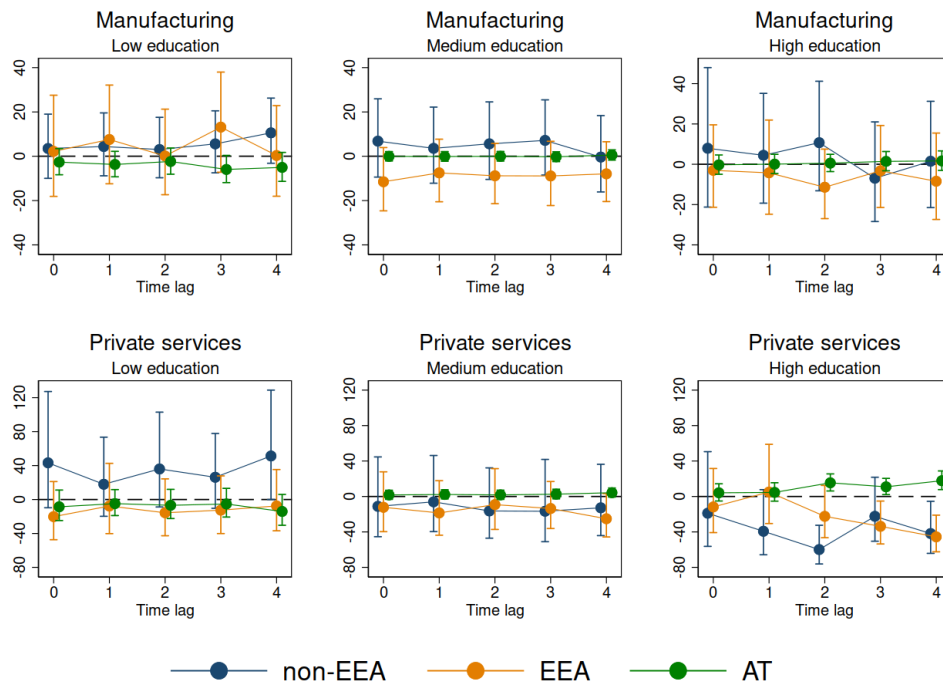 Manufacturing
Low education
40
20
0
-20
-40
0 1 2 3 4
Time lag
Manufacturing
Medium education
40
20
0
-20
-40
0 1 2 3 4
Time lag
Manufacturing
High education
40
20
0
-20
-40
0 1 2 3 4
Time lag
Private services
Low education
120
80
40
0
-40
-80
0 1 2 3 4
Time lag
Private services
Medium education
120
80
40
0
-40
-80
0 1 2 3 4
Time lag
Private services
High education
120
80
40
0
-40
-80
0 1 2 3 4
Time lag
non-EEA EEA AT